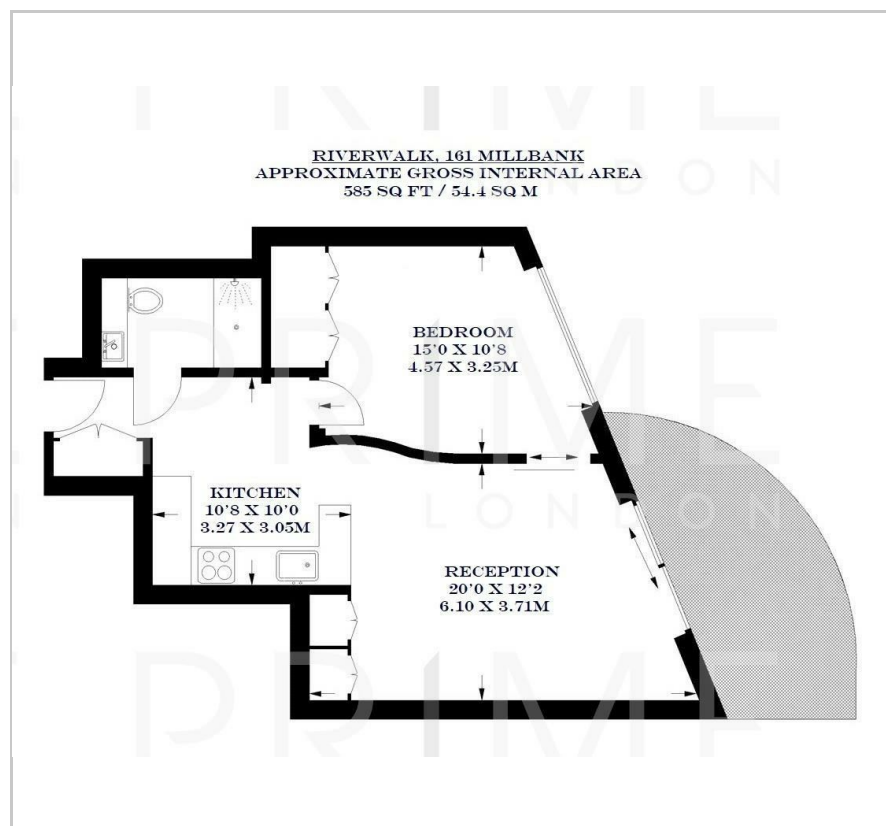 RIVERWALK, 161 MILLBANK
APPROXIMATE GROSS INTERNAL AREA
585 SQ FT / 54.4 SQ M
BEDROOM
15'0 X 10'8
4.57 X 3.25M
KITCHEN
10'8 X 10'0
3.27 X 3.05M
RECEPTION
20'0 X 12'2
6.10 X 3.71M
PRIME
LONDON
PRIME
LONDON
PRIME